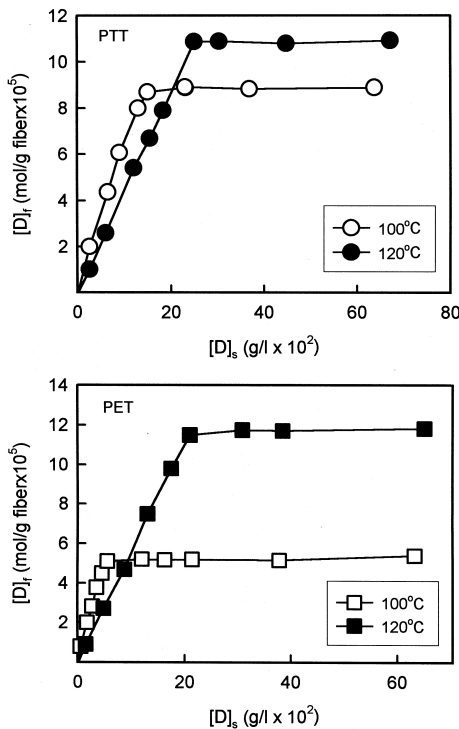 12
10
8
6
4
2
PTT
[D]f (mol/g fiberx10⁵)
100°C
120°C
0 20 40 60 80
[D]s (g/l x 10²)
14
12
10
8
6
4
2
PET
[D]f (mol/g fiberx10⁵)
100°C
120°C
0 20 40 60
[D]s (g/l x 10²)